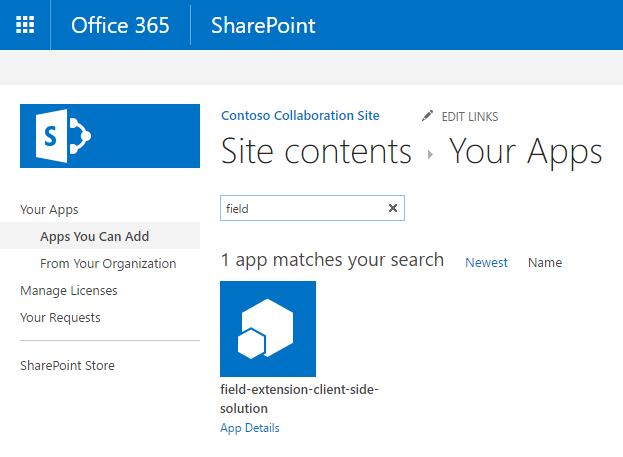 Office 365 SharePoint
S
Contoso Collaboration Site EDIT LINKS
Site contents ▸ Your Apps
Your Apps
Apps You Can Add
From Your Organization
Manage Licenses
Your Requests
SharePoint Store
field ×
1 app matches your search Newest Name
field-extension-client-side-
solution
App Details